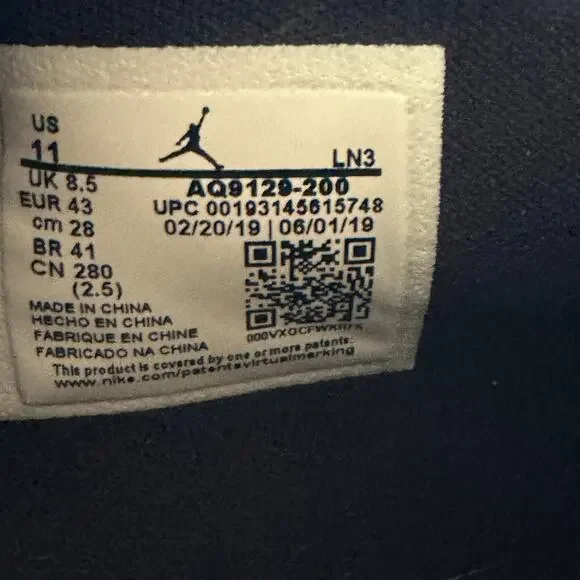 US
11
LN3
UK 8.5
AQ9129-200
EUR 43
UPC 00193145615748
cm 28
02/20/19 | 06/01/19
BR 41
CN 280
(2.5)
MADE IN CHINA
HECHO EN CHINA
FABRIQUE EN CHINE
FABRICADO NA CHINA
This product is covered by one or more patents:
www.nike.com/patentsvirtualmarking